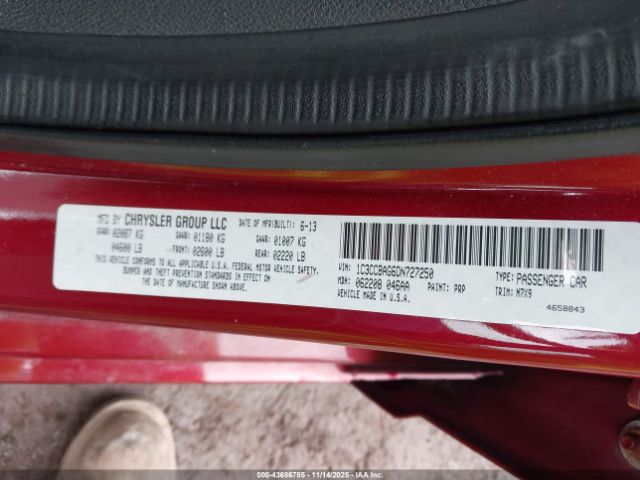 MFD BY CHRYSLER GROUP LLC DATE OF MFR(BUILT): 6-13
GVWR: 02087 KG GAWR: 01180 KG GAWR: 01007 KG
04600 LB FRONT: 02600 LB REAR: 02220 LB
THIS VEHICLE CONFORMS TO ALL APPLICABLE U.S.A. FEDERAL MOTOR VEHICLE SAFETY,
BUMPER AND THEFT PREVENTION STANDARDS IN EFFECT ON
THE DATE OF MANUFACTURE SHOWN ABOVE.
VIN: 1C3CCBAG6DN727250 TYPE: PASSENGER CAR
MDH: 062208 046AA PAINT: PRP TRIM: M7X9
VEHICLE MADE IN U.S.A. 4658843
© IAA #43686785 - 11/14/2025 - Authorized Use Only